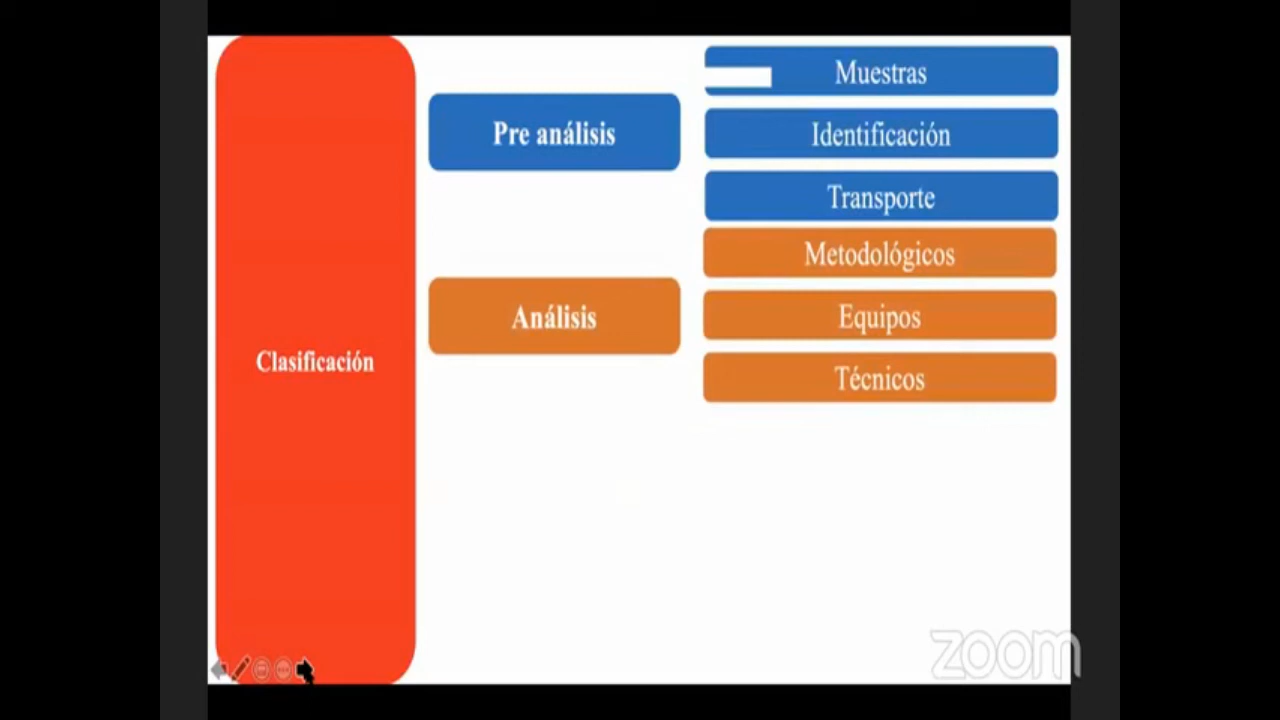 Clasificación
Pre análisis
Muestras
Identificación
Transporte
Análisis
Metodológicos
Equipos
Técnicos
zoom